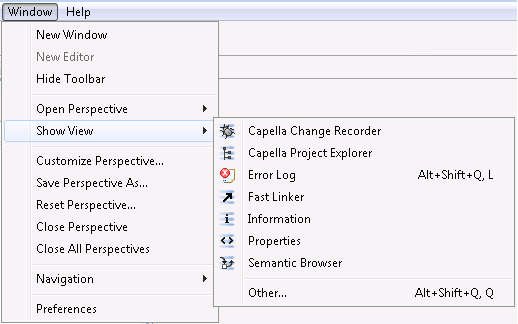 Window Help
New Window
New Editor
Hide Toolbar
Open Perspective
Show View
Customize Perspective...
Save Perspective As...
Reset Perspective...
Close Perspective
Close All Perspectives
Navigation
Preferences
Capella Change Recorder
Capella Project Explorer
Error Log Alt+Shift+Q, L
Fast Linker
Information
Properties
Semantic Browser
Other... Alt+Shift+Q, Q